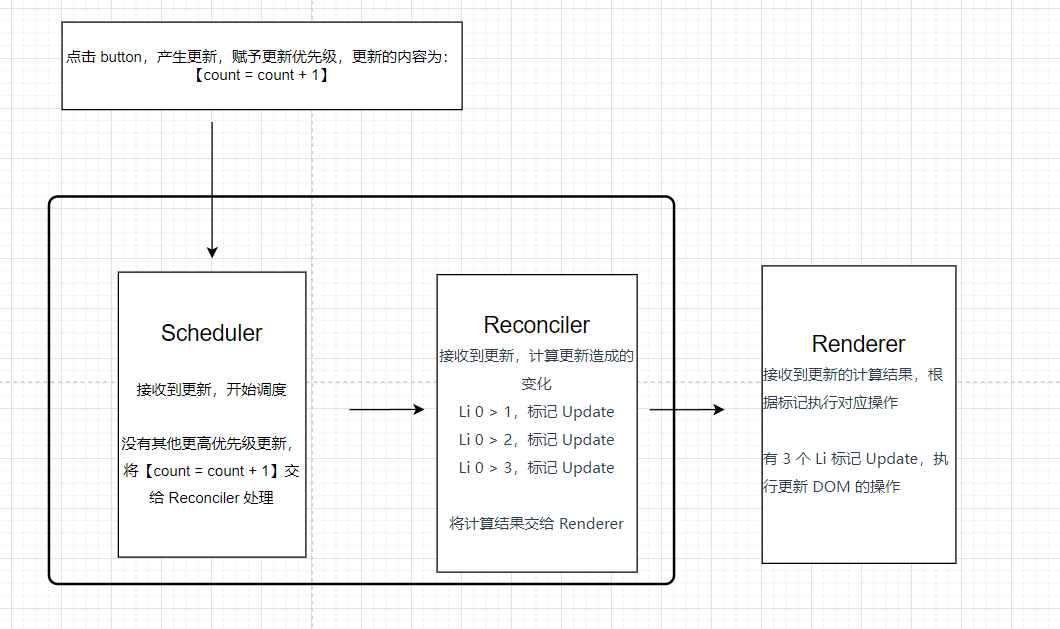 点击 button，产生更新，赋予更新优先级，更新的内容为：
【count = count + 1】
Scheduler
接收到更新，开始调度
没有其他更高优先级更新，
将【count = count + 1】交
给 Reconciler 处理
Reconciler
接收到更新，计算更新造成的
变化
Li 0 > 1，标记 Update
Li 0 > 2，标记 Update
Li 0 > 3，标记 Update
将计算结果交给 Renderer
Renderer
接收到更新的计算结果，根
据标记执行对应操作
有 3 个 Li 标记 Update，执
行更新 DOM 的操作